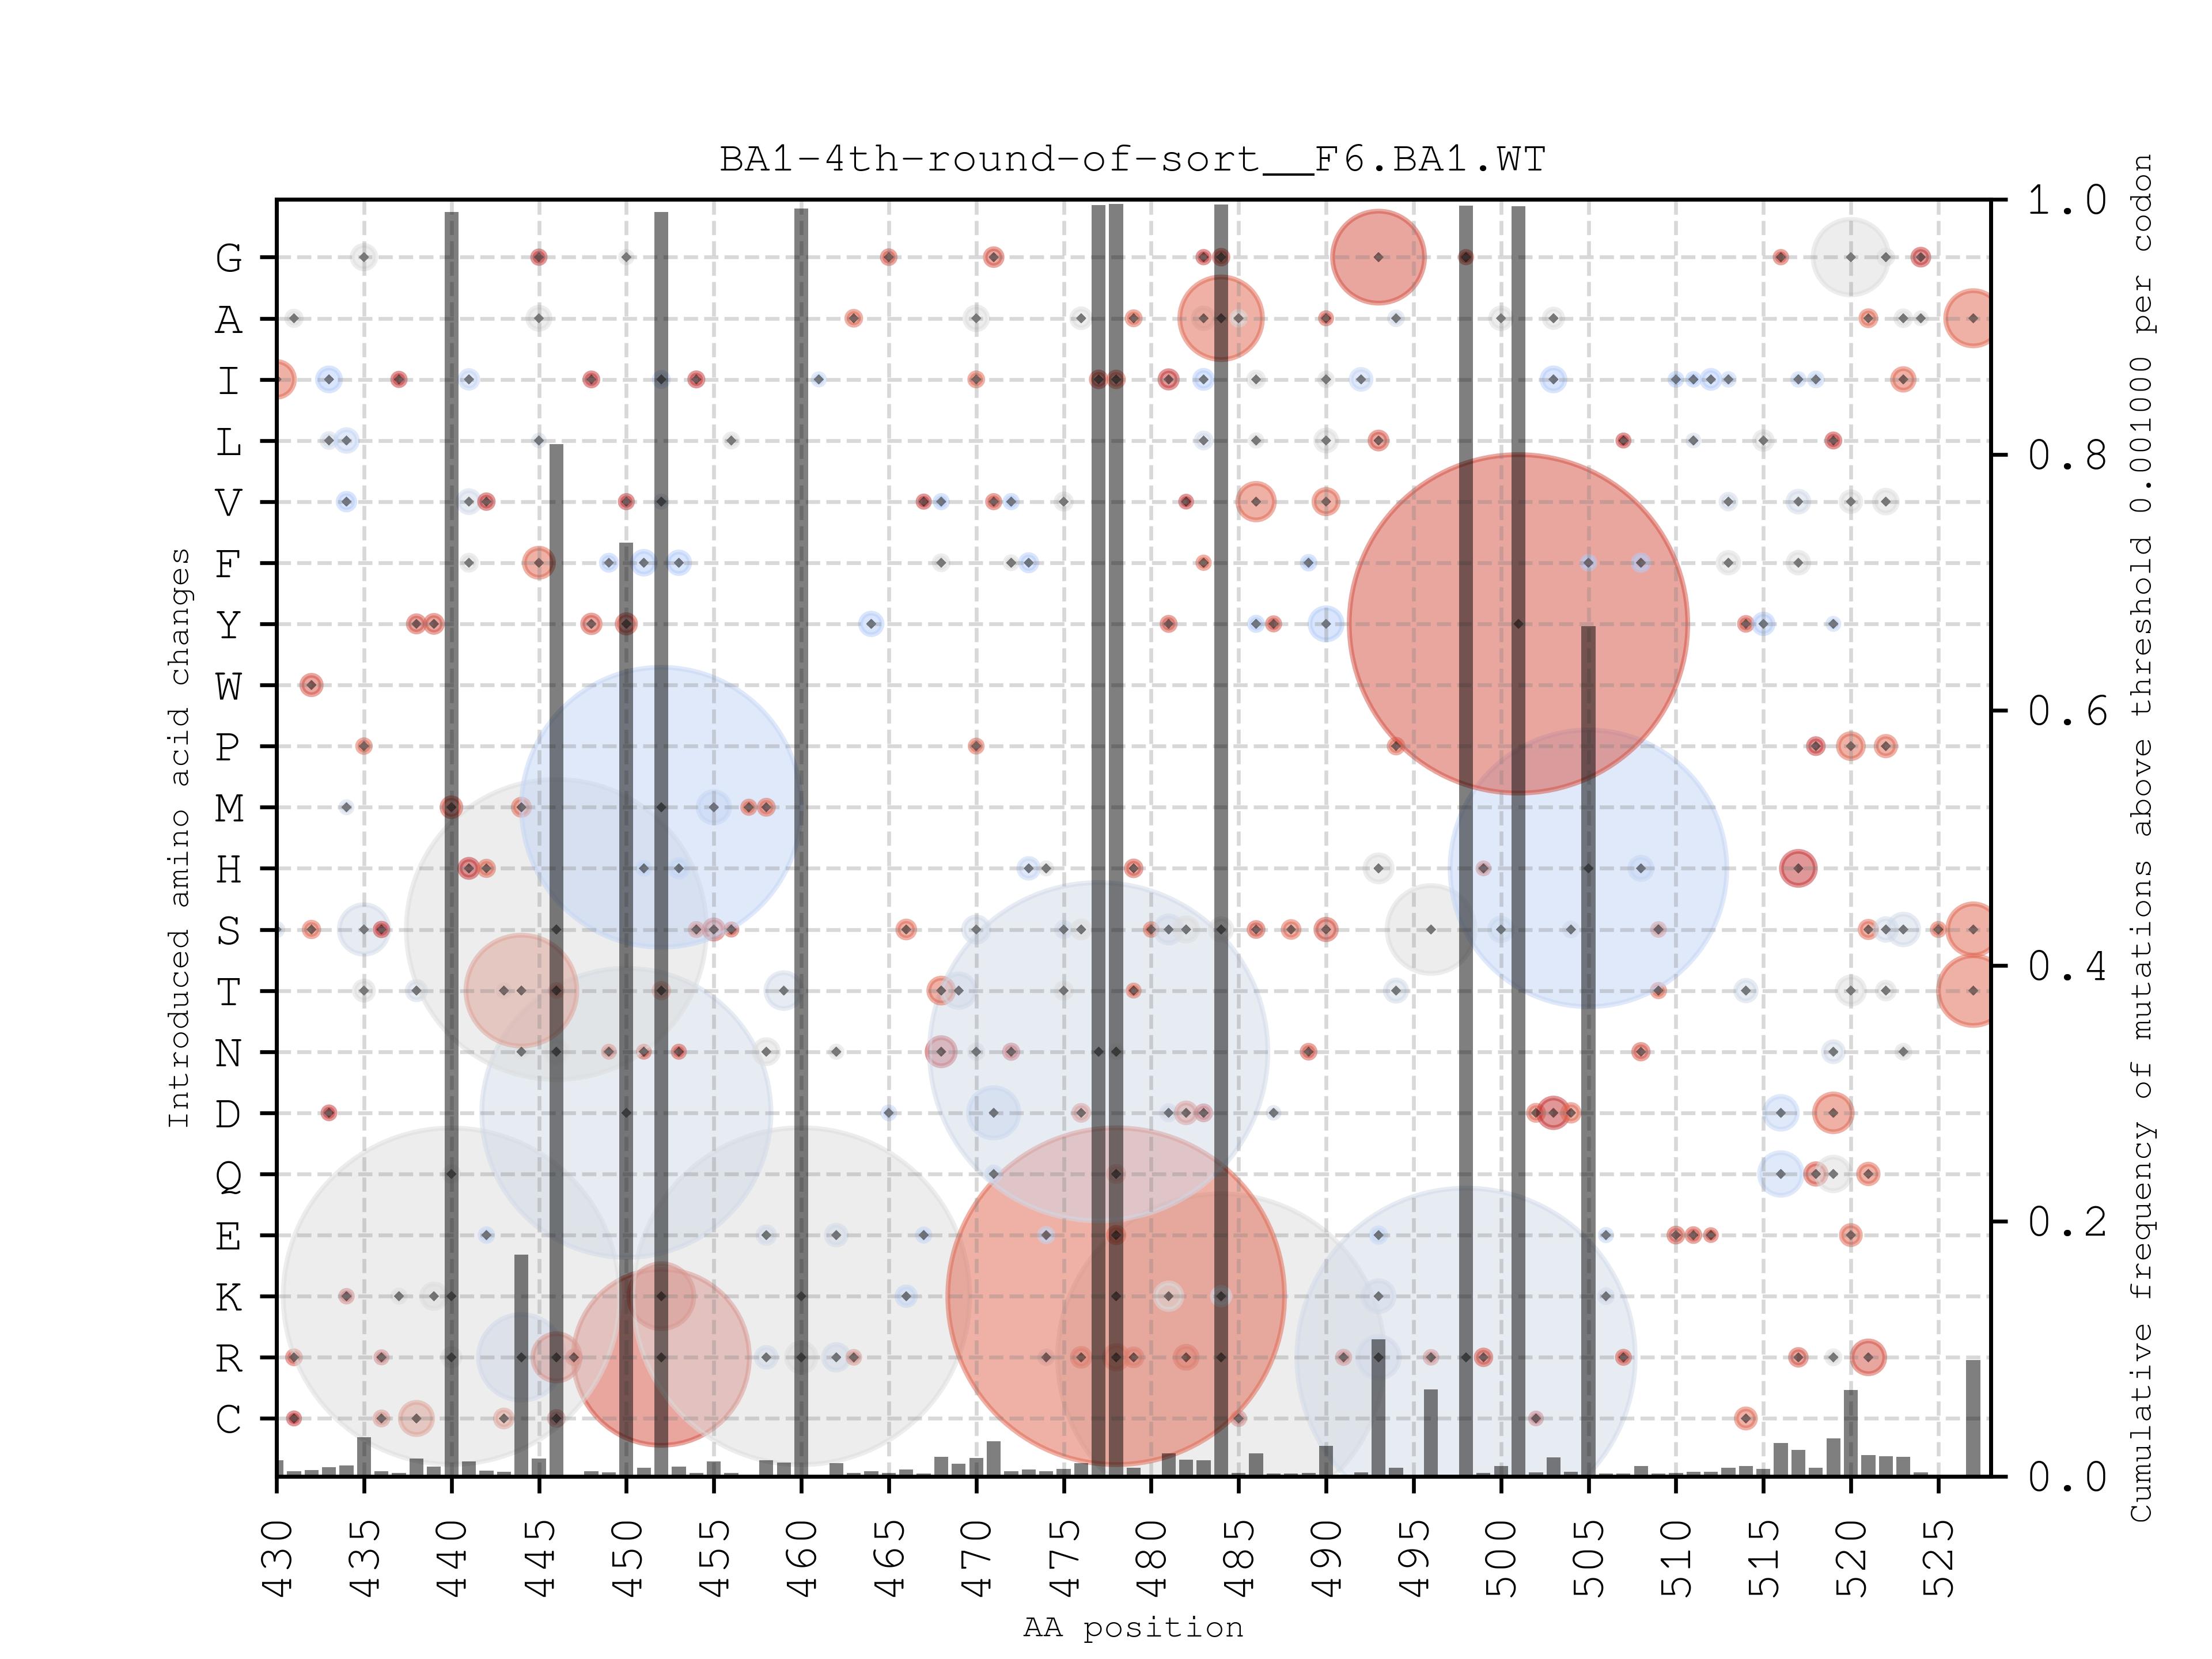 BA1-4th-round-of-sort__F6.BA1.WT
Introduced amino acid changes
G
A
I
L
V
F
Y
W
P
M
H
S
T
N
D
Q
E
K
R
C
1.0
0.8
0.6
0.4
0.2
0.0
Cumulative frequency of mutations above threshold 0.001000 per codon
430 435 440 445 450 455 460 465 470 475 480 485 490 495 500 505 510 515 520 525
AA position